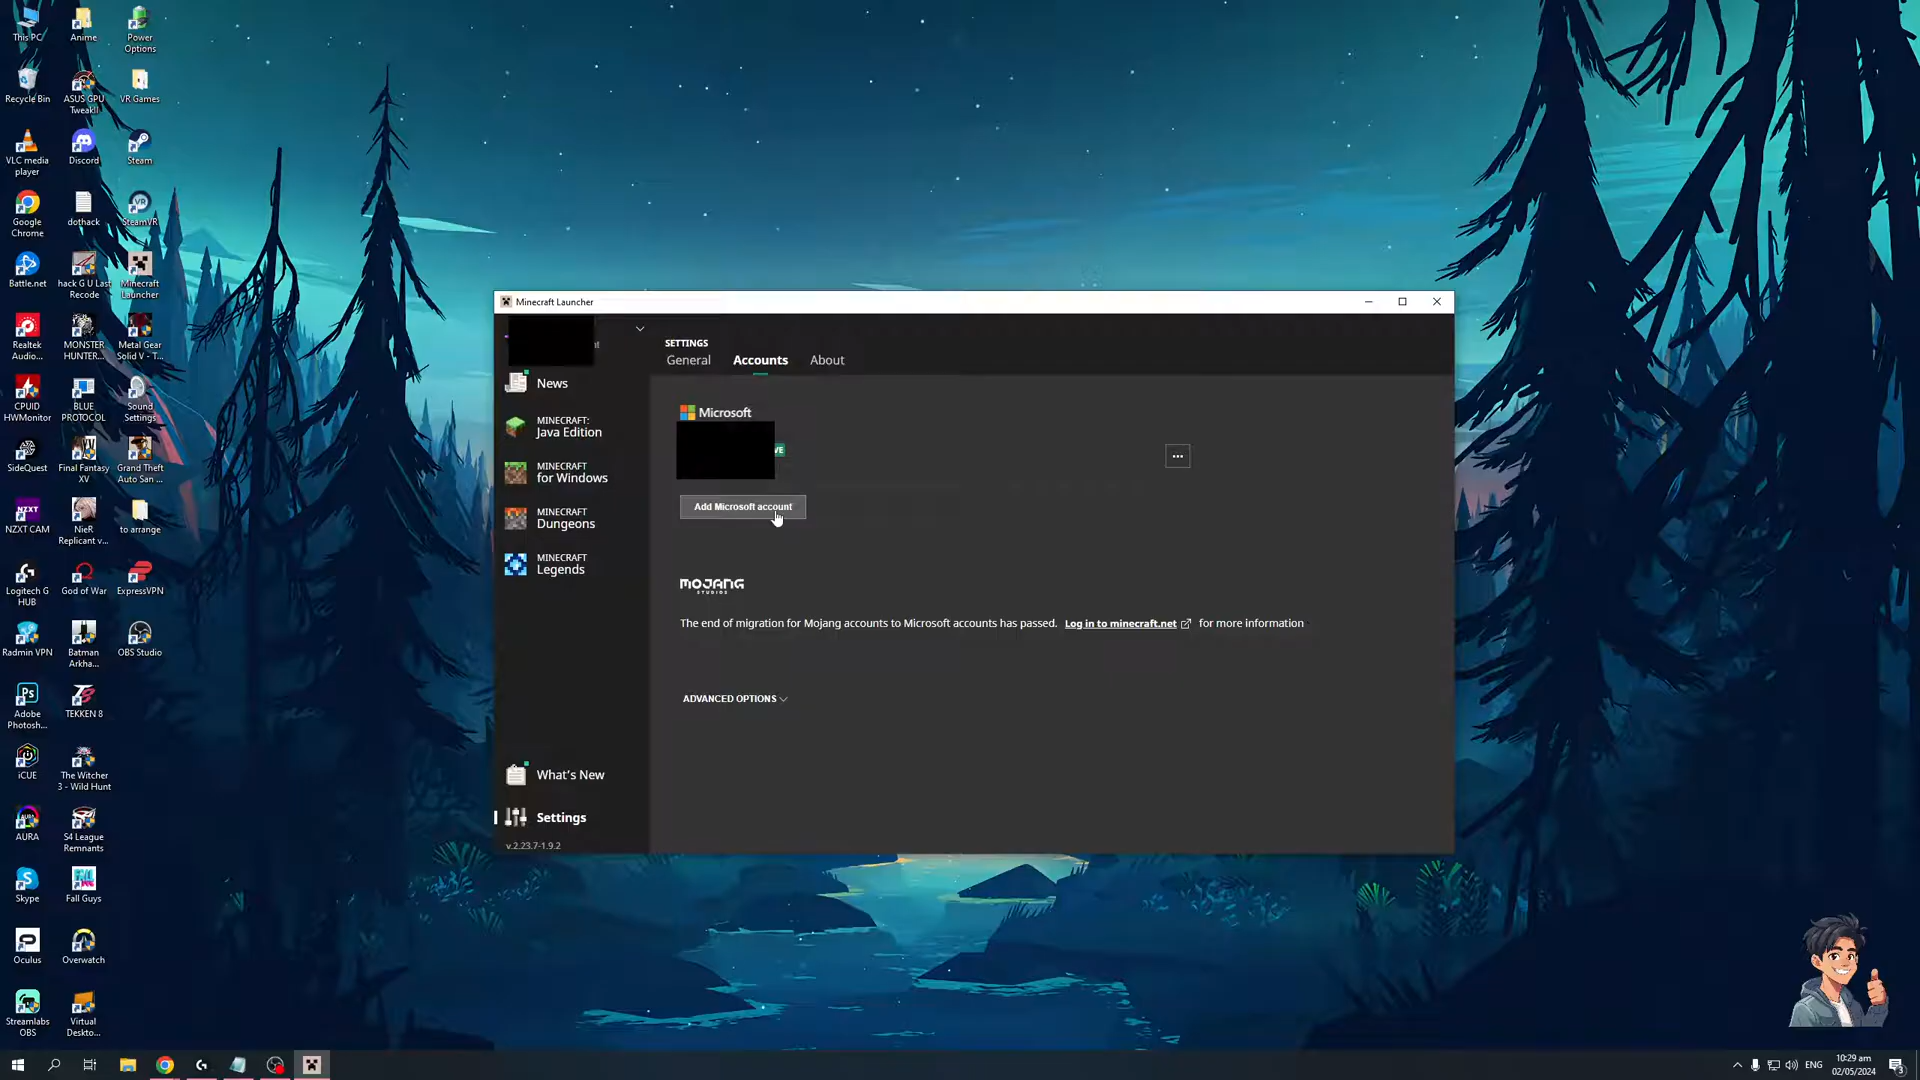 This PC
Anime
Power
Options
Recycle Bin
ASUS GPU
TweakII
VR Games
VLC media
player
Discord
Steam
Google
Chrome
dothack
SteamVR
Battle.net
hack G U Last
Recode
Minecraft
Launcher
Realtek
Audio...
MONSTER
HUNTER...
Metal Gear
Solid V - T...
CPUID
HWMonitor
BLUE
PROTOCOL
Sound
Settings
SideQuest
Final Fantasy
XV
Grand Theft
Auto San ...
NZXT CAM
NieR
Replicant v...
to arrange
Logitech G
HUB
God of War
ExpressVPN
Radmin VPN
Batman
Arkha...
OBS Studio
Adobe
Photosh...
TEKKEN 8
iCUE
The Witcher
3 - Wild Hunt
AURA
S4 League
Remnants
Skype
Fall Guys
Oculus
Overwatch
Streamlabs
OBS
Virtual
Deskto...
Minecraft Launcher
News
MINECRAFT:
Java Edition
MINECRAFT
for Windows
MINECRAFT
Dungeons
MINECRAFT
Legends
What's New
Settings
v.2.23.7-1.9.2
SETTINGS
General Accounts About
Microsoft
VE
Add Microsoft account
MOJANG
STUDIOS
The end of migration for Mojang accounts to Microsoft accounts has passed. Log in to minecraft.net for more information
ADVANCED OPTIONS
ENG
10:29 am
02/05/2024